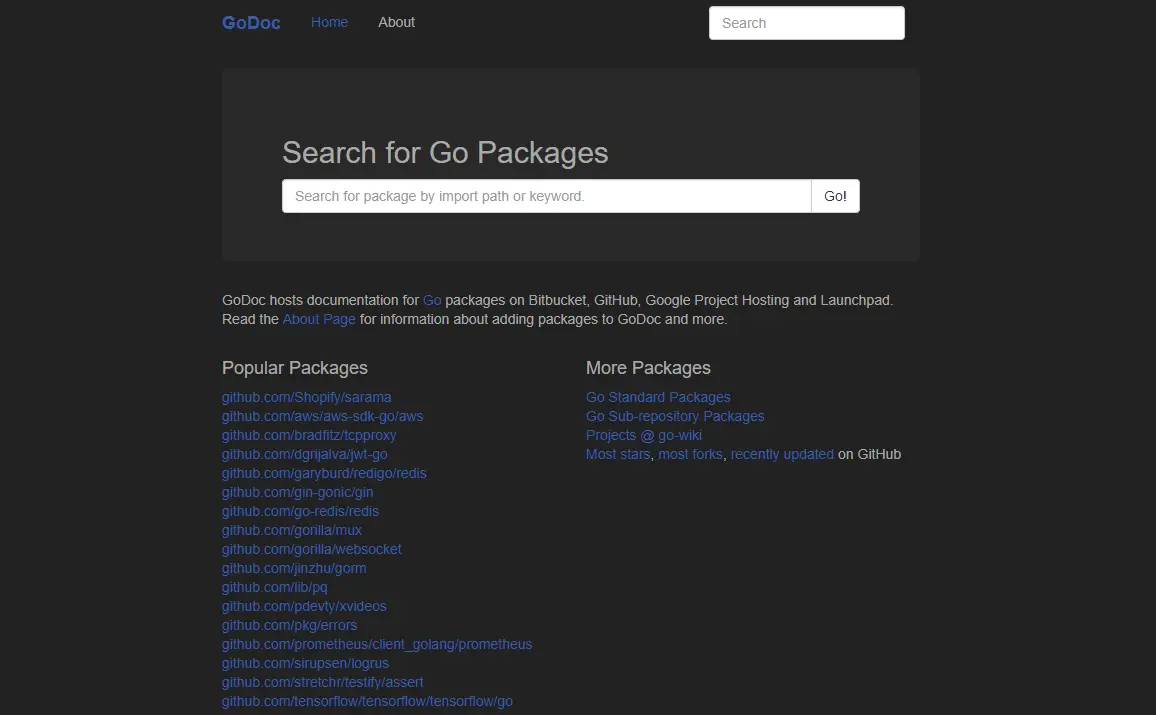 GoDoc Home About Search
Search for Go Packages
Search for package by import path or keyword. Go!
GoDoc hosts documentation for Go packages on Bitbucket, GitHub, Google Project Hosting and Launchpad.
Read the About Page for information about adding packages to GoDoc and more.
Popular Packages
github.com/Shopify/sarama
github.com/aws/aws-sdk-go/aws
github.com/bradfitz/tcpproxy
github.com/dgrijalva/jwt-go
github.com/garyburd/redigo/redis
github.com/gin-gonic/gin
github.com/go-redis/redis
github.com/gorilla/mux
github.com/gorilla/websocket
github.com/jinzhu/gorm
github.com/lib/pq
github.com/pdevty/xvideos
github.com/pkg/errors
github.com/prometheus/client_golang/prometheus
github.com/sirupsen/logrus
github.com/stretchr/testify/assert
github.com/tensorflow/tensorflow/tensorflow/go
More Packages
Go Standard Packages
Go Sub-repository Packages
Projects @ go-wiki
Most stars, most forks, recently updated on GitHub